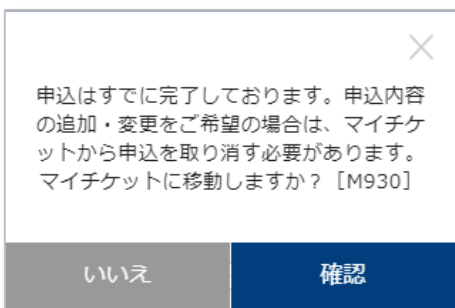 申込はすでに完了しております。申込内容
の追加・変更をご希望の場合は、マイチケ
ットから申込を取り消す必要があります。
マイチケットに移動しますか？［M930］
いいえ
確認